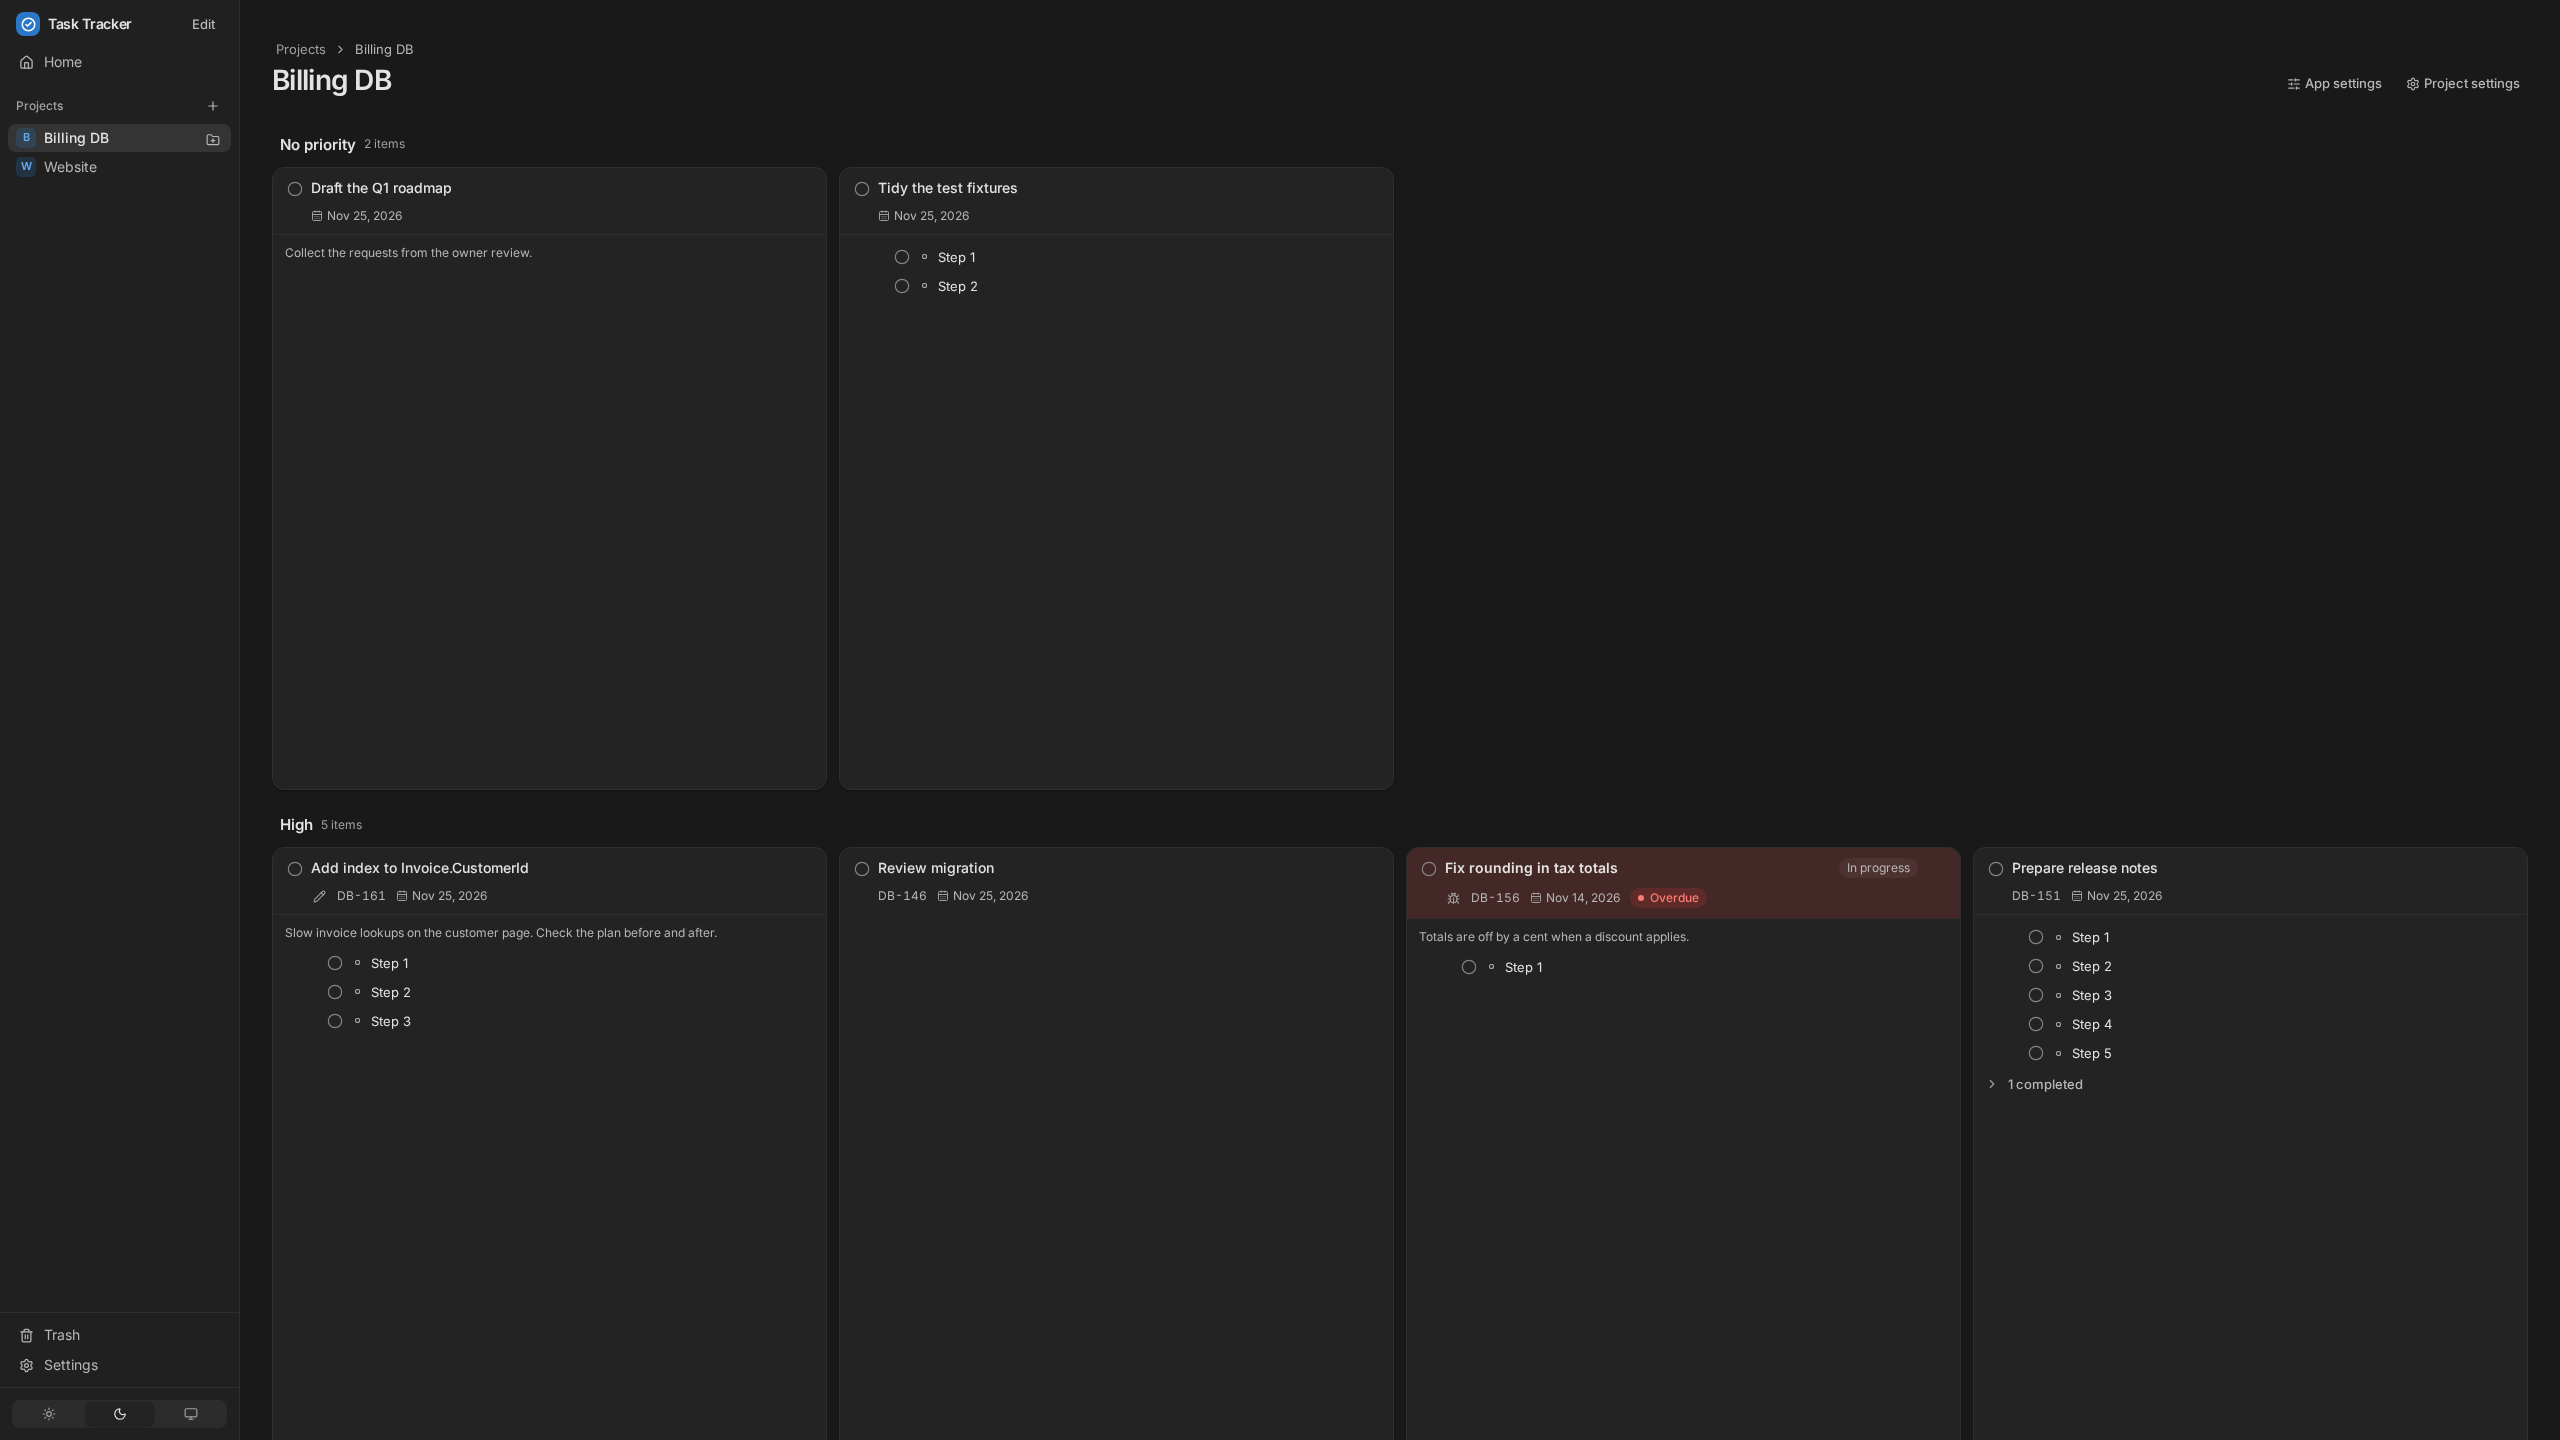 Task Tracker
Edit
Home
Projects
B Billing DB
W Website
Trash
Settings
Projects > Billing DB
Billing DB
App settings
Project settings
No priority 2 items
Draft the Q1 roadmap
Nov 25, 2026
Collect the requests from the owner review.
Tidy the test fixtures
Nov 25, 2026
Step 1
Step 2
High 5 items
Add index to Invoice.CustomerId
DB-161 Nov 25, 2026
Slow invoice lookups on the customer page. Check the plan before and after.
Step 1
Step 2
Step 3
Review migration
DB-146 Nov 25, 2026
Fix rounding in tax totals
In progress
DB-156 Nov 14, 2026 Overdue
Totals are off by a cent when a discount applies.
Step 1
Prepare release notes
DB-151 Nov 25, 2026
Step 1
Step 2
Step 3
Step 4
Step 5
1 completed